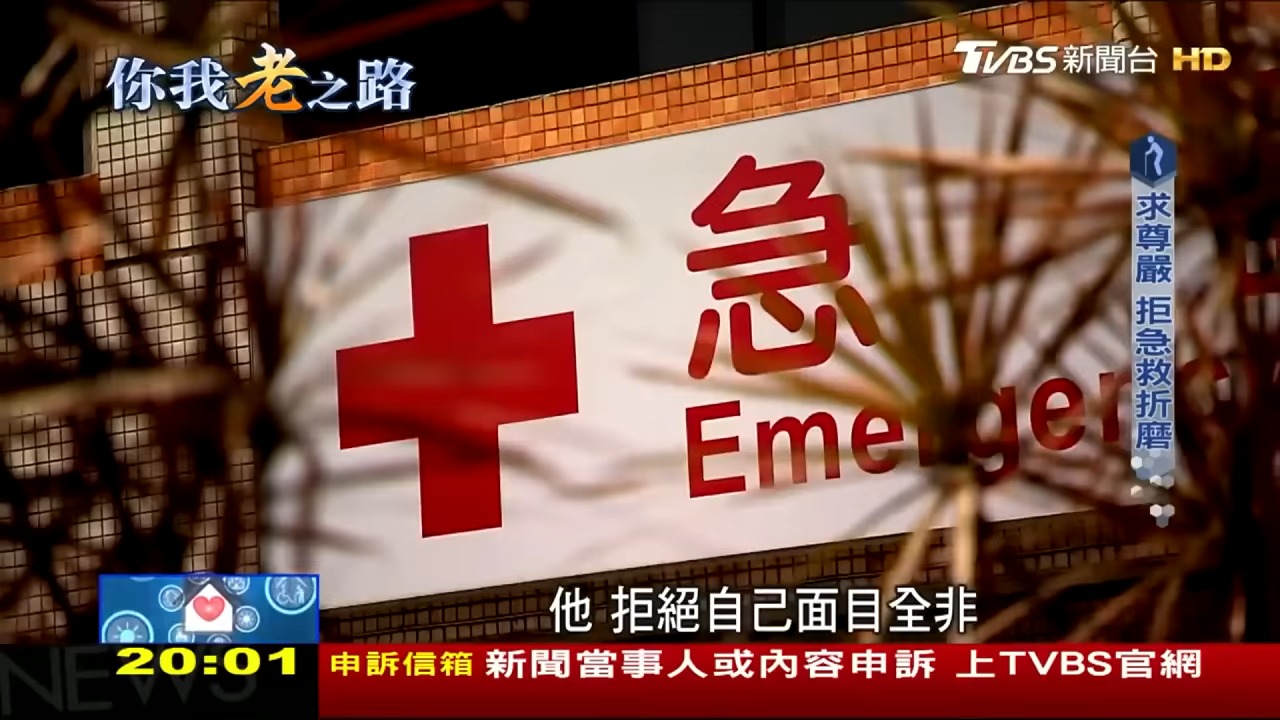 你我老之路
TVBS新聞台 HD
求尊嚴 拒急救折磨
急
Emergenc
他 拒絕自己面目全非
NEWS
20:01
申訴信箱 新聞當事人或內容申訴 上TVBS官網